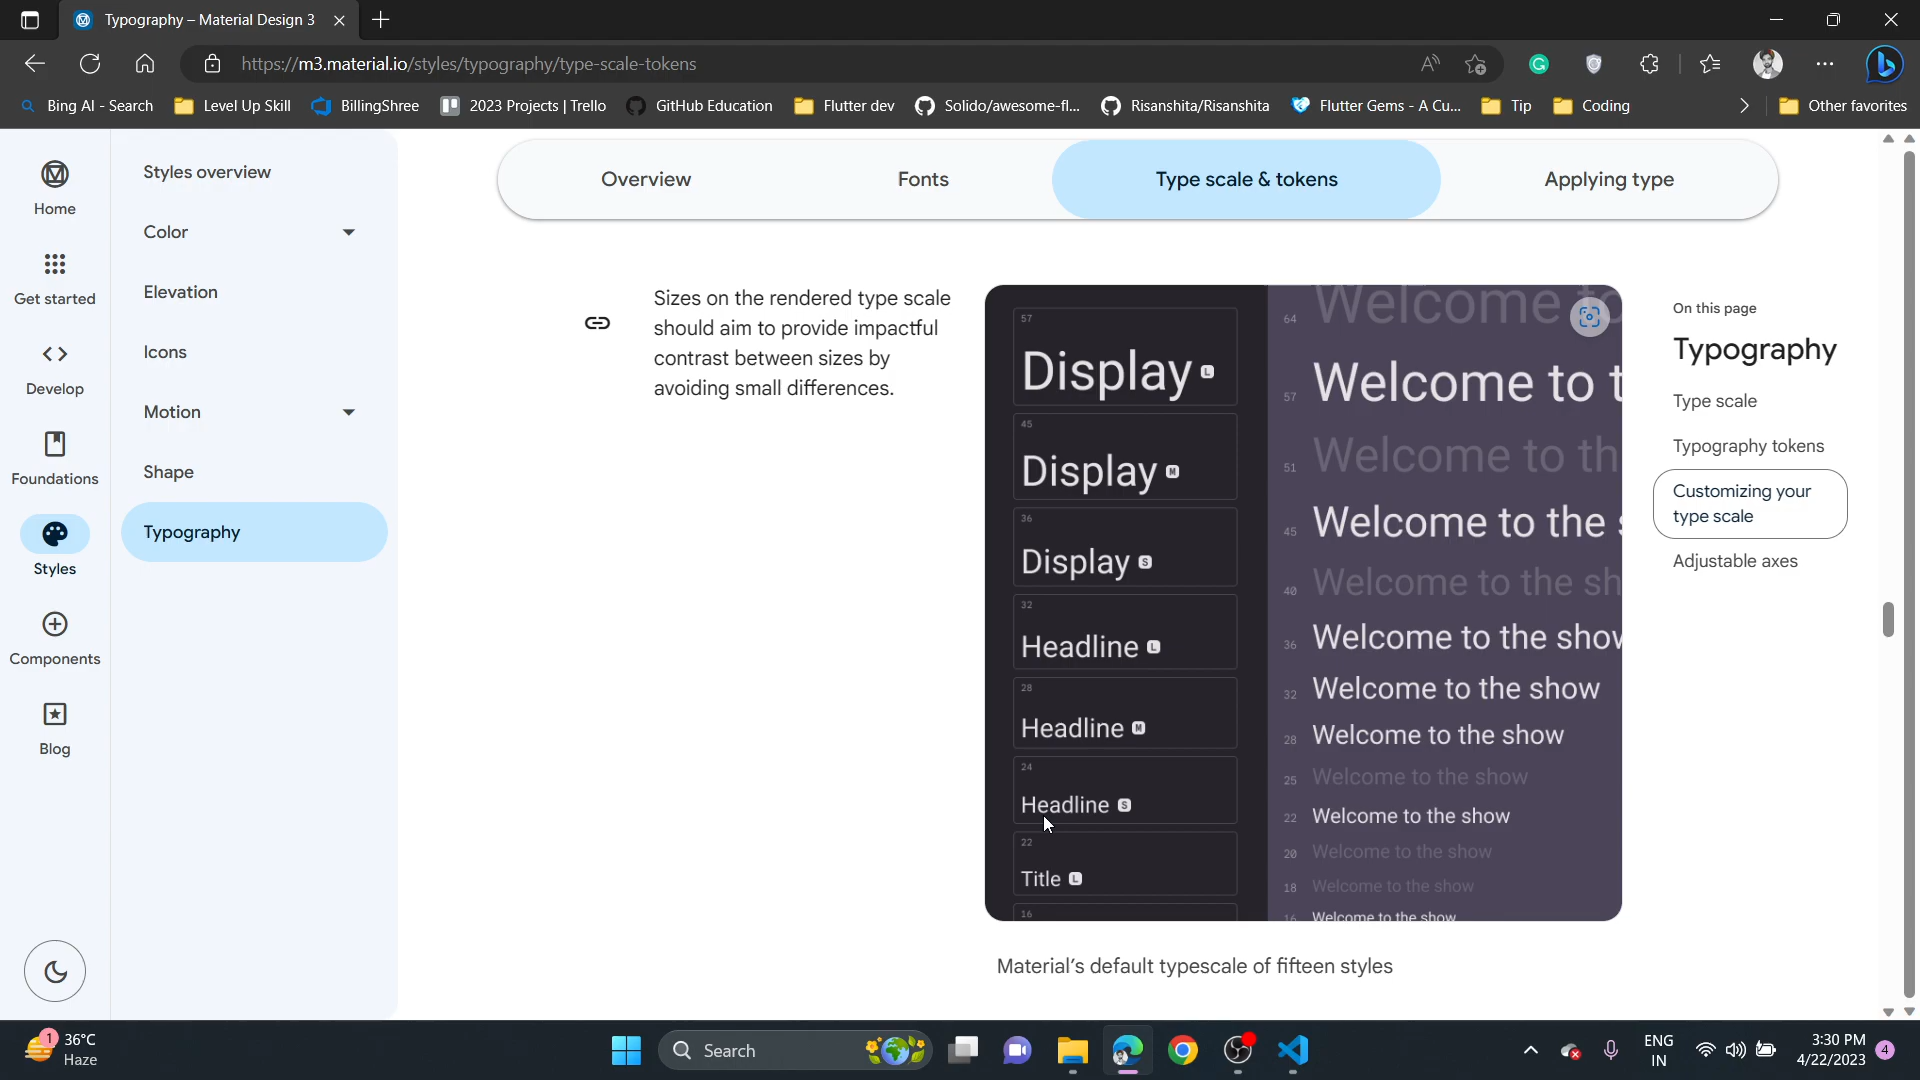 Typography – Material Design 3
https://m3.material.io/styles/typography/type-scale-tokens
Bing AI - Search
Level Up Skill
BillingShree
2023 Projects | Trello
GitHub Education
Flutter dev
Solido/awesome-fl...
Risanshita/Risanshita
Flutter Gems - A Cu...
Tip
Coding
Other favorites
Home
Get started
Develop
Foundations
Styles
Components
Blog
Styles overview
Color
Elevation
Icons
Motion
Shape
Typography
Overview
Fonts
Type scale & tokens
Applying type
Sizes on the rendered type scale
should aim to provide impactful
contrast between sizes by
avoiding small differences.
57
Display L
45
Display M
36
Display S
32
Headline L
28
Headline M
24
Headline S
22
Title L
16
64 Welcome to
57 Welcome to t
51 Welcome to th
45 Welcome to the s
40 Welcome to the sh
36 Welcome to the show
32 Welcome to the show
28 Welcome to the show
25 Welcome to the show
22 Welcome to the show
20 Welcome to the show
18 Welcome to the show
16 Welcome to the show
Material's default typescale of fifteen styles
On this page
Typography
Type scale
Typography tokens
Customizing your
type scale
Adjustable axes
1
36°C
Haze
Search
ENG
IN
3:30 PM
4/22/2023
4